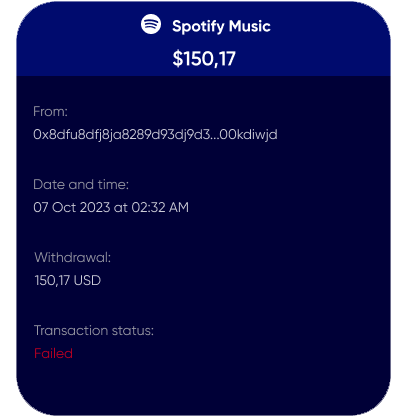 Spotify Music
$150,17
From:
0x8dfu8dfj8ja8289d93dj9d3...00kdiwjd
Date and time:
07 Oct 2023 at 02:32 AM
Withdrawal:
150,17 USD
Transaction status:
Failed